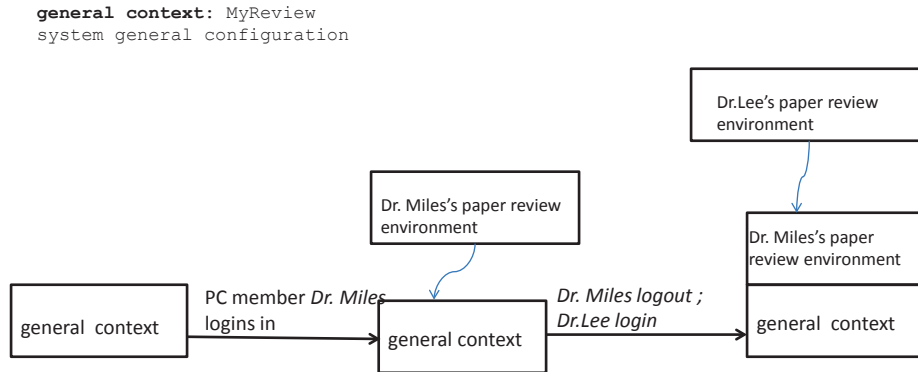 general context: MyReview
system general configuration
Dr.Lee's paper review
environment
Dr. Miles's paper review
environment
Dr. Miles's paper
review environment
PC member Dr. Miles
logins in
Dr. Miles logout ;
Dr.Lee login
general context
general context
general context